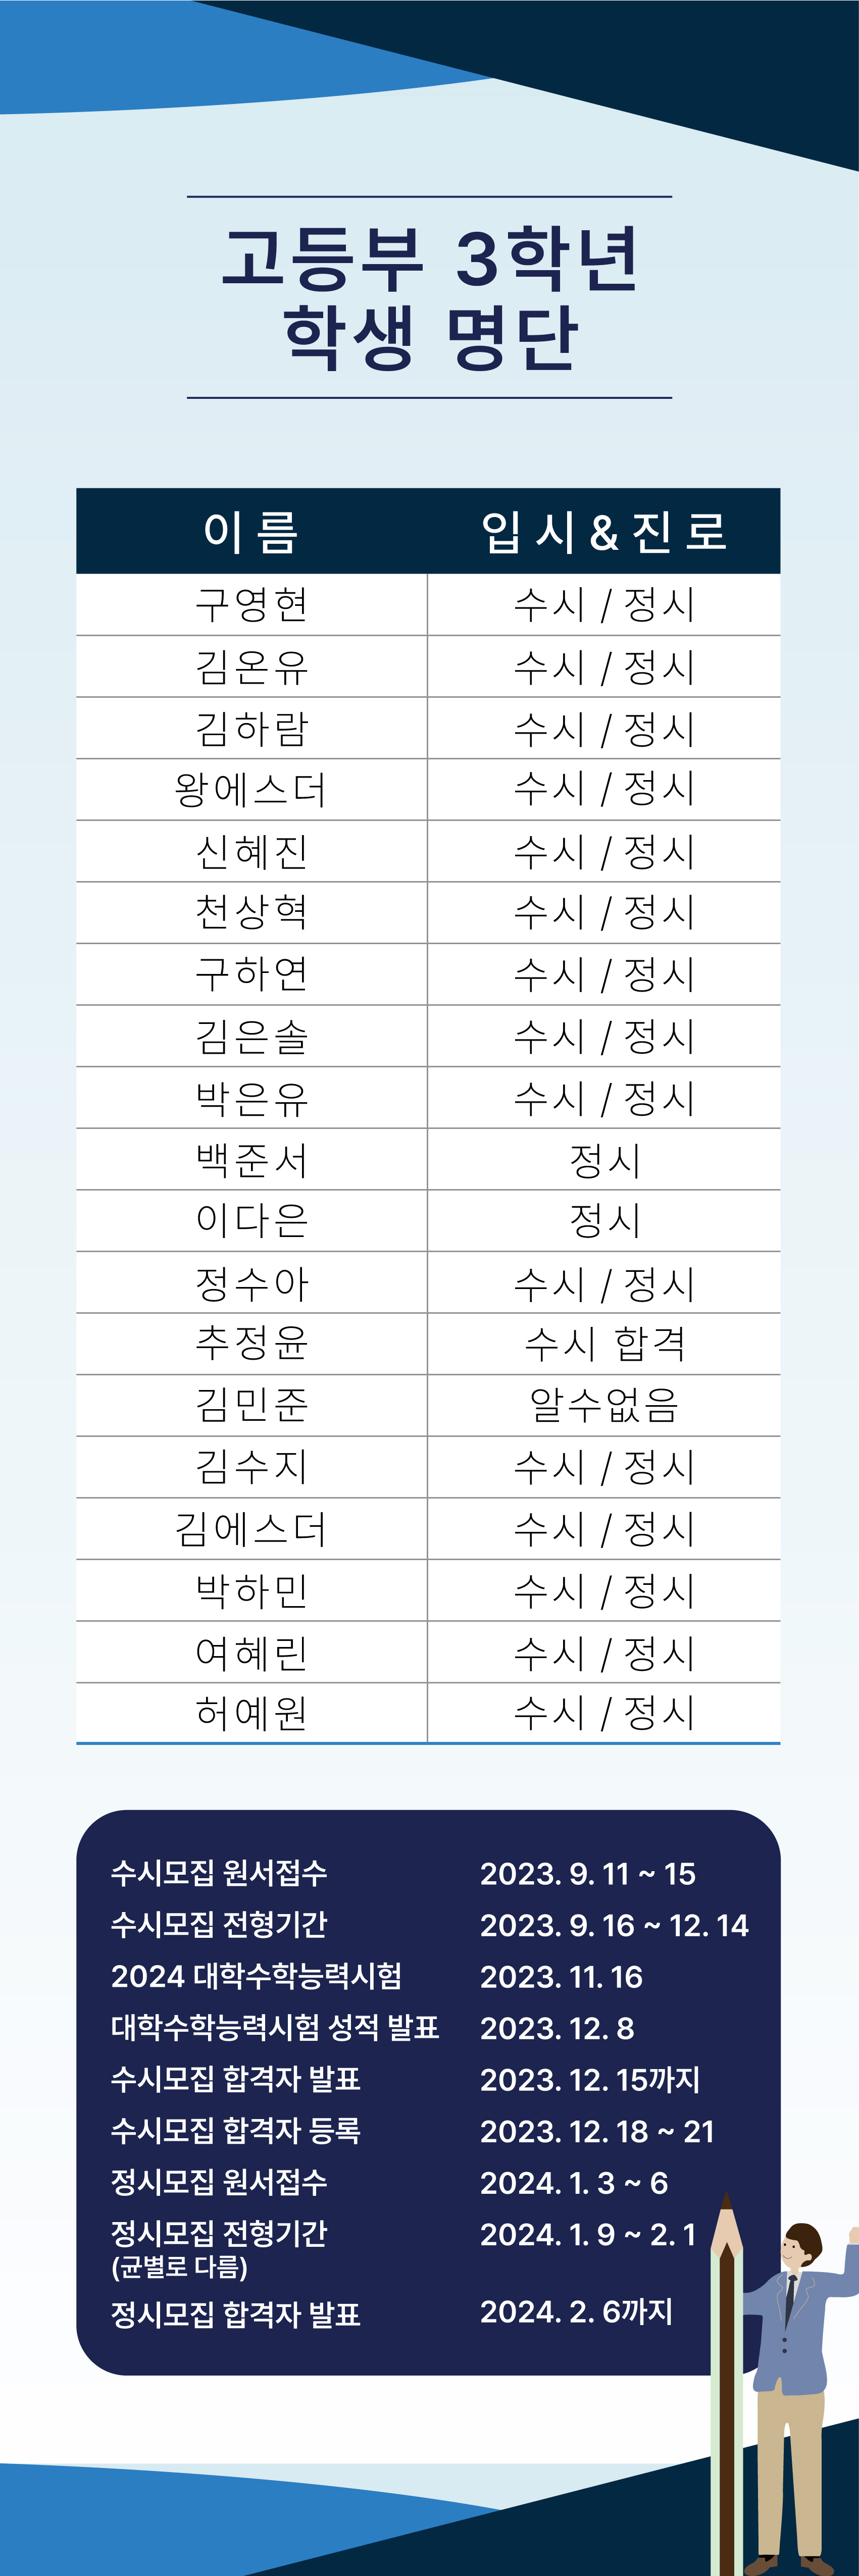 고등부 3학년
학생 명단
이름 입시&진로
구영현 수시 / 정시
김온유 수시 / 정시
김하람 수시 / 정시
왕에스더 수시 / 정시
신혜진 수시 / 정시
천상혁 수시 / 정시
구하연 수시 / 정시
김은솔 수시 / 정시
박은유 수시 / 정시
백준서 정시
이다은 정시
정수아 수시 / 정시
추정윤 수시 합격
김민준 알수없음
김수지 수시 / 정시
김에스더 수시 / 정시
박하민 수시 / 정시
여혜린 수시 / 정시
허예원 수시 / 정시
수시모집 원서접수 2023. 9. 11 ~ 15
수시모집 전형기간 2023. 9. 16 ~ 12. 14
2024 대학수학능력시험 2023. 11. 16
대학수학능력시험 성적 발표 2023. 12. 8
수시모집 합격자 발표 2023. 12. 15까지
수시모집 합격자 등록 2023. 12. 18 ~ 21
정시모집 원서접수 2024. 1. 3 ~ 6
정시모집 전형기간 2024. 1. 9 ~ 2. 1
(균별로 다름)
정시모집 합격자 발표 2024. 2. 6까지